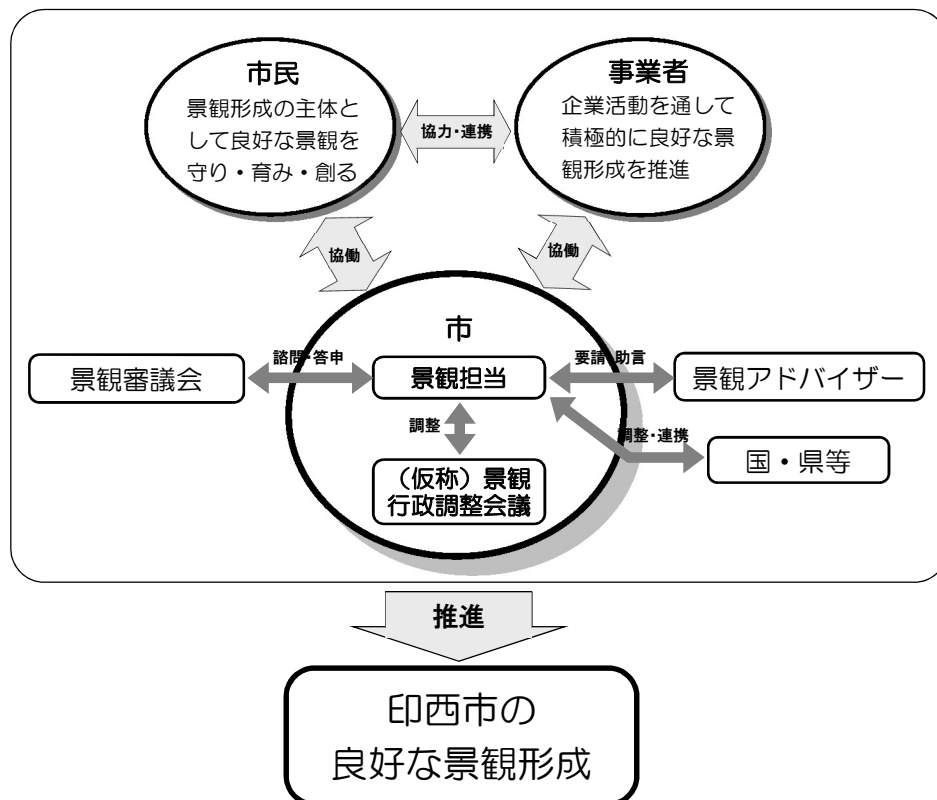 市民
景観形成の主体と
して良好な景観を
守り・育み・創る
事業者
企業活動を通して
積極的に良好な景
観形成を推進
協力・連携
協働
協働
市
景観審議会
諮問・答申
景観担当
要請・助言
景観アドバイザー
調整
調整・連携
国・県等
（仮称）景観
行政調整会議
推進
印西市の
良好な景観形成